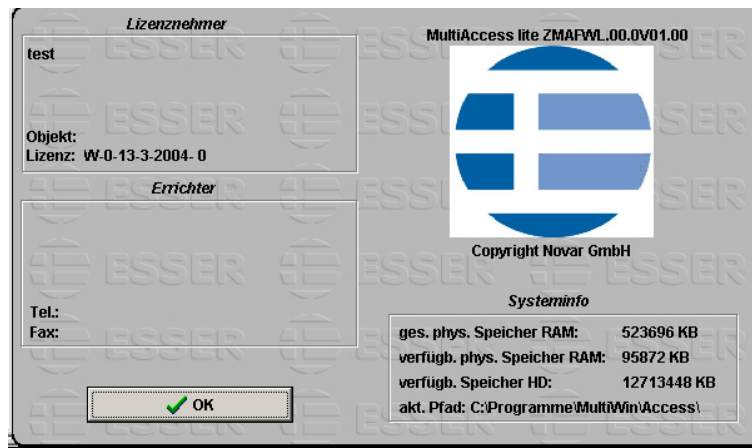 Lizenznehmer
test
Objekt:
Lizenz: W-0-13-3-2004- 0
Errichter
Tel.:
Fax:
OK
MultiAccess lite ZMAFWL.00.0V01.00
Copyright Novar GmbH
Systeminfo
ges. phys. Speicher RAM: 523696 KB
verfügb. phys. Speicher RAM: 95872 KB
verfügb. Speicher HD: 12713448 KB
akt. Pfad: C:\Programme\MultiWin\Access\
ESSER